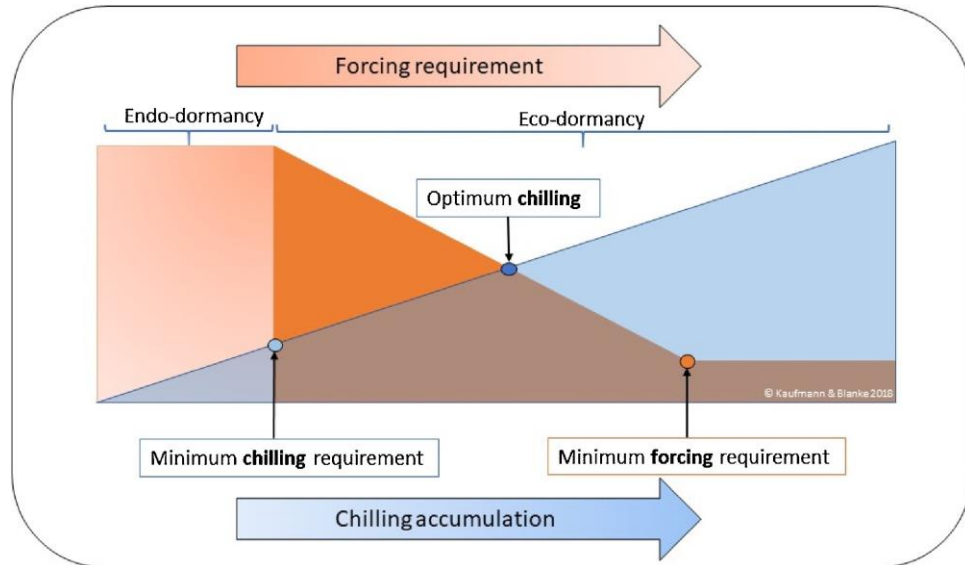 Forcing requirement
Endo-dormancy
Eco-dormancy
Optimum chilling
© Kaufmann & Blanke 2018
Minimum chilling requirement
Minimum forcing requirement
Chilling accumulation